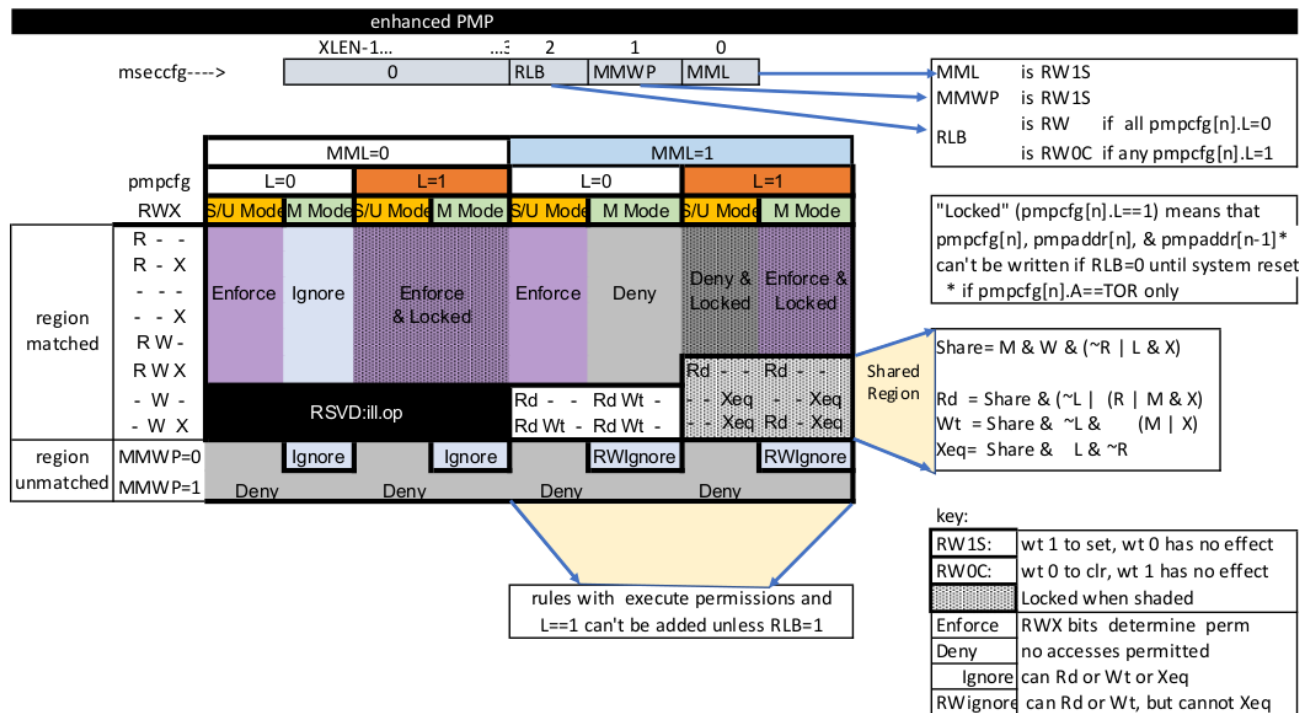 enhanced PMP
XLEN-1... ...3 2 1 0
mseccfg----> 0 RLB MMWP MML
MML is RW1S
MMWP is RW1S
RLB is RW if all pmpcfg[n].L=0
is RW0C if any pmpcfg[n].L=1
MML=0 MML=1
pmpcfg L=0 L=1 L=0 L=1
RWX S/U Mode M Mode S/U Mode M Mode S/U Mode M Mode S/U Mode M Mode
"Locked" (pmpcfg[n].L==1) means that
pmpcfg[n], pmpaddr[n], & pmpaddr[n-1]*
can't be written if RLB=0 until system reset
* if pmpcfg[n].A==TOR only
region
matched
R - -
R - X
- - -
- - X
R W -
R W X
- W -
- W X
Enforce Ignore Enforce
& Locked
Enforce Deny Deny &
Locked
Enforce &
Locked
RSVD:ill.op
Rd - - Rd Wt -
Rd Wt - Rd Wt -
Rd - - Rd - -
- - Xeq - - Xeq
- - Xeq Rd - Xeq
Shared
Region
Share= M & W & (~R | L & X)
Rd = Share & (~L | (R | M & X)
Wt = Share & ~L & (M | X)
Xeq= Share & L & ~R
region
unmatched
MMWP=0 Ignore Ignore RWIgnore RWIgnore
MMWP=1 Deny Deny Deny Deny
rules with execute permissions and
L==1 can't be added unless RLB=1
key:
RW1S: wt 1 to set, wt 0 has no effect
RW0C: wt 0 to clr, wt 1 has no effect
Locked when shaded
Enforce RWX bits determine perm
Deny no accesses permitted
Ignore can Rd or Wt or Xeq
RWignore can Rd or Wt, but cannot Xeq